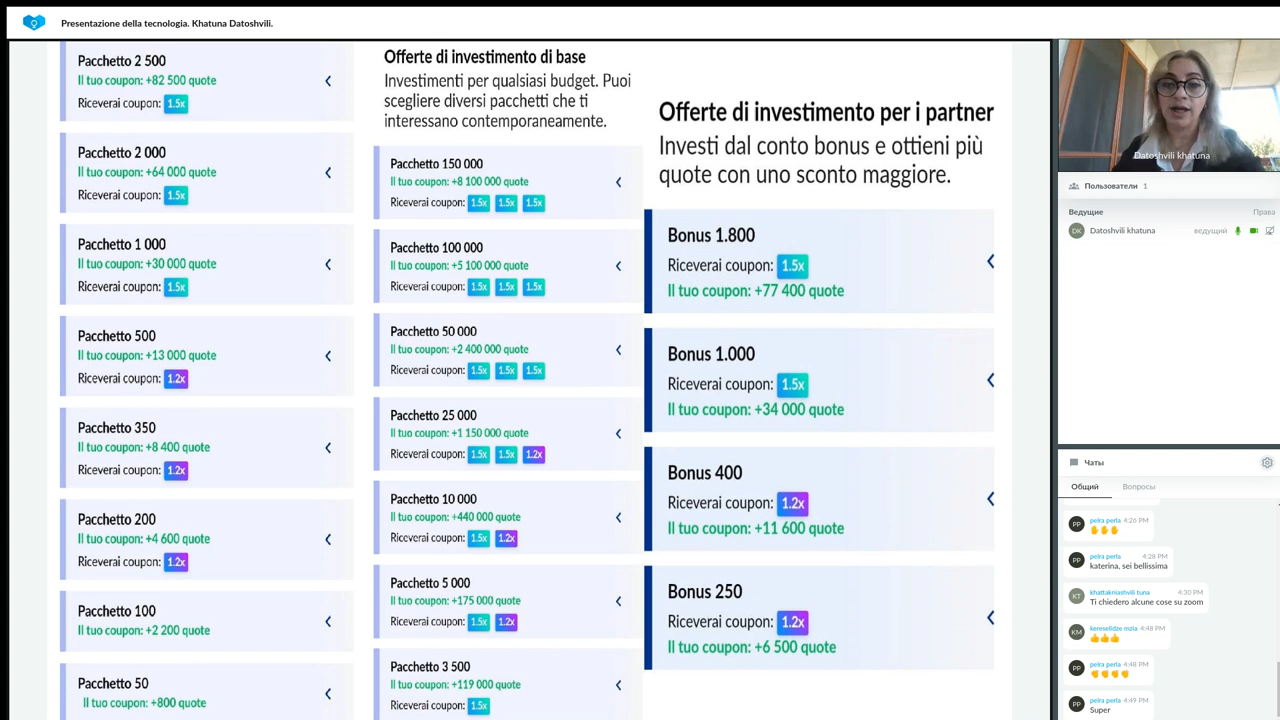 Presentazione della tecnologia. Khatuna Datoshvili.
Pacchetto 2 500
Il tuo coupon: +82 500 quote
Riceverai coupon: 1.5x
Pacchetto 2 000
Il tuo coupon: +64 000 quote
Riceverai coupon: 1.5x
Pacchetto 1 000
Il tuo coupon: +30 000 quote
Riceverai coupon: 1.5x
Pacchetto 500
Il tuo coupon: +13 000 quote
Riceverai coupon: 1.2x
Pacchetto 350
Il tuo coupon: +8 400 quote
Riceverai coupon: 1.2x
Pacchetto 200
Il tuo coupon: +4 600 quote
Riceverai coupon: 1.2x
Pacchetto 100
Il tuo coupon: +2 200 quote
Pacchetto 50
Il tuo coupon: +800 quote
Offerte di investimento di base
Investimenti per qualsiasi budget. Puoi
scegliere diversi pacchetti che ti
interessano contemporaneamente.
Pacchetto 150 000
Il tuo coupon: +8 100 000 quote
Riceverai coupon: 1.5x 1.5x 1.5x
Pacchetto 100 000
Il tuo coupon: +5 100 000 quote
Riceverai coupon: 1.5x 1.5x 1.5x
Pacchetto 50 000
Il tuo coupon: +2 400 000 quote
Riceverai coupon: 1.5x 1.5x 1.5x
Pacchetto 25 000
Il tuo coupon: +1 150 000 quote
Riceverai coupon: 1.5x 1.5x 1.2x
Pacchetto 10 000
Il tuo coupon: +440 000 quote
Riceverai coupon: 1.5x 1.2x
Pacchetto 5 000
Il tuo coupon: +175 000 quote
Riceverai coupon: 1.5x 1.2x
Pacchetto 3 500
Il tuo coupon: +119 000 quote
Riceverai coupon: 1.5x
Offerte di investimento per i partner
Investi dal conto bonus e ottieni più
quote con uno sconto maggiore.
Bonus 1.800
Riceverai coupon: 1.5x
Il tuo coupon: +77 400 quote
Bonus 1.000
Riceverai coupon: 1.5x
Il tuo coupon: +34 000 quote
Bonus 400
Riceverai coupon: 1.2x
Il tuo coupon: +11 600 quote
Bonus 250
Riceverai coupon: 1.2x
Il tuo coupon: +6 500 quote
Datoshvili khatuna
Пользователи 1
Ведущие Права
DK Datoshvili khatuna ведущий
Чаты
Общий Вопросы
PP pelra perla 4:26 PM
PP pelra perla 4:28 PM
katerina, sei bellissima
KT khattakniashvili tuna 4:30 PM
Ti chiedero alcune cose su zoom
KM kereselidze mzia 4:48 PM
PP pelra perla 4:48 PM
PP pelra perla 4:49 PM
Super